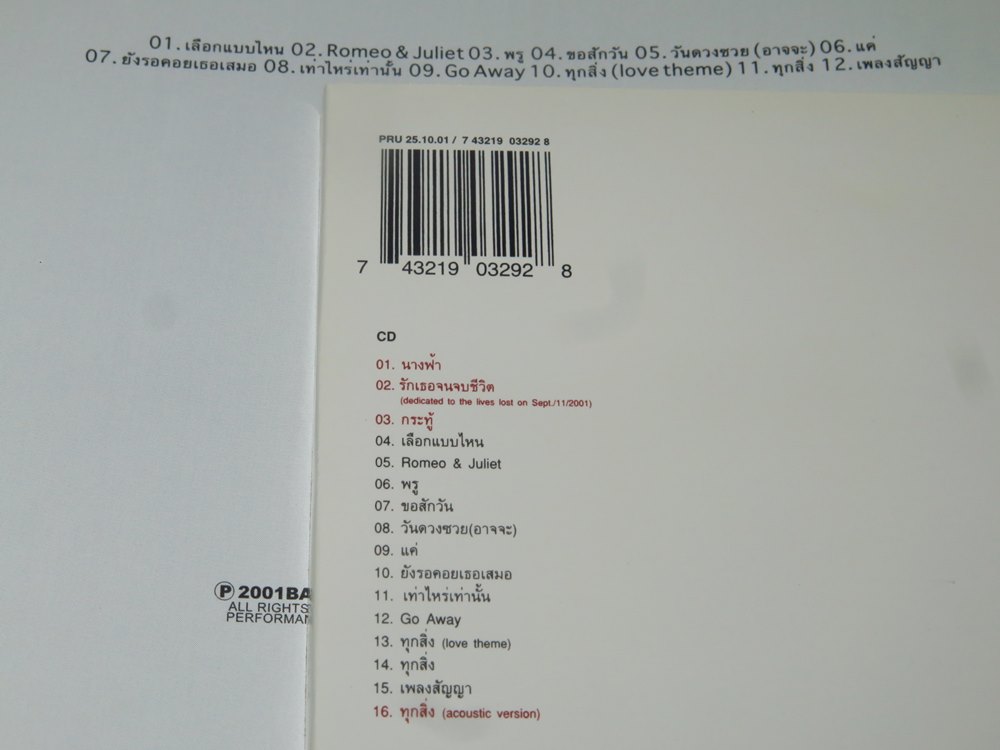 01. เลือกแบบไหน 02. Romeo & Juliet 03. พรู 04. ขอสักวัน 05. วันดวงซวย (อาจจะ) 06. แค่
07. ยังรอคอยเธอเสมอ 08. เท่าไหร่เท่านั้น 09. Go Away 10. ทุกสิ่ง (love theme) 11. ทุกสิ่ง 12. เพลงสัญญา
PRU 25.10.01 / 7 43219 03292 8
7 43219 03292 8
CD
01. นางฟ้า
02. รักเธอจนจบชีวิต
(dedicated to the lives lost on Sept./11/2001)
03. กระทู้
04. เลือกแบบไหน
05. Romeo & Juliet
06. พรู
07. ขอสักวัน
08. วันดวงซวย(อาจจะ)
09. แค่
10. ยังรอคอยเธอเสมอ
11. เท่าไหร่เท่านั้น
12. Go Away
13. ทุกสิ่ง (love theme)
14. ทุกสิ่ง
15. เพลงสัญญา
16. ทุกสิ่ง (acoustic version)
Ⓟ 2001BA
ALL RIGHTS
PERFORMAN